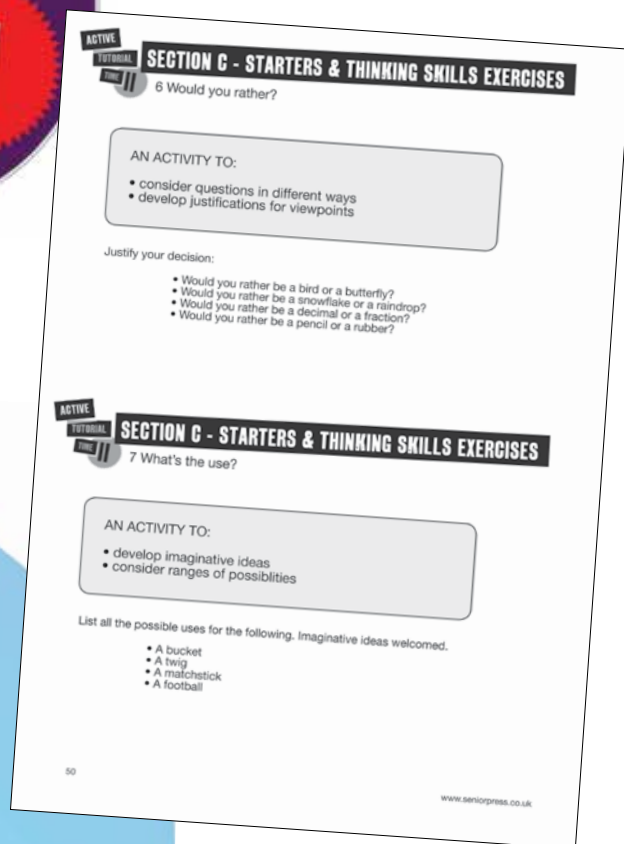 ACTIVE
TUTORIAL
TIME II
SECTION C - STARTERS & THINKING SKILLS EXERCISES
6 Would you rather?
AN ACTIVITY TO:
• consider questions in different ways
• develop justifications for viewpoints
Justify your decision:
• Would you rather be a bird or a butterfly?
• Would you rather be a snowflake or a raindrop?
• Would you rather be a decimal or a fraction?
• Would you rather be a pencil or a rubber?
ACTIVE
TUTORIAL
TIME II
SECTION C - STARTERS & THINKING SKILLS EXERCISES
7 What's the use?
AN ACTIVITY TO:
• develop imaginative ideas
• consider ranges of possiblities
List all the possible uses for the following. Imaginative ideas welcomed.
• A bucket
• A twig
• A matchstick
• A football
50
www.seniorpress.co.uk